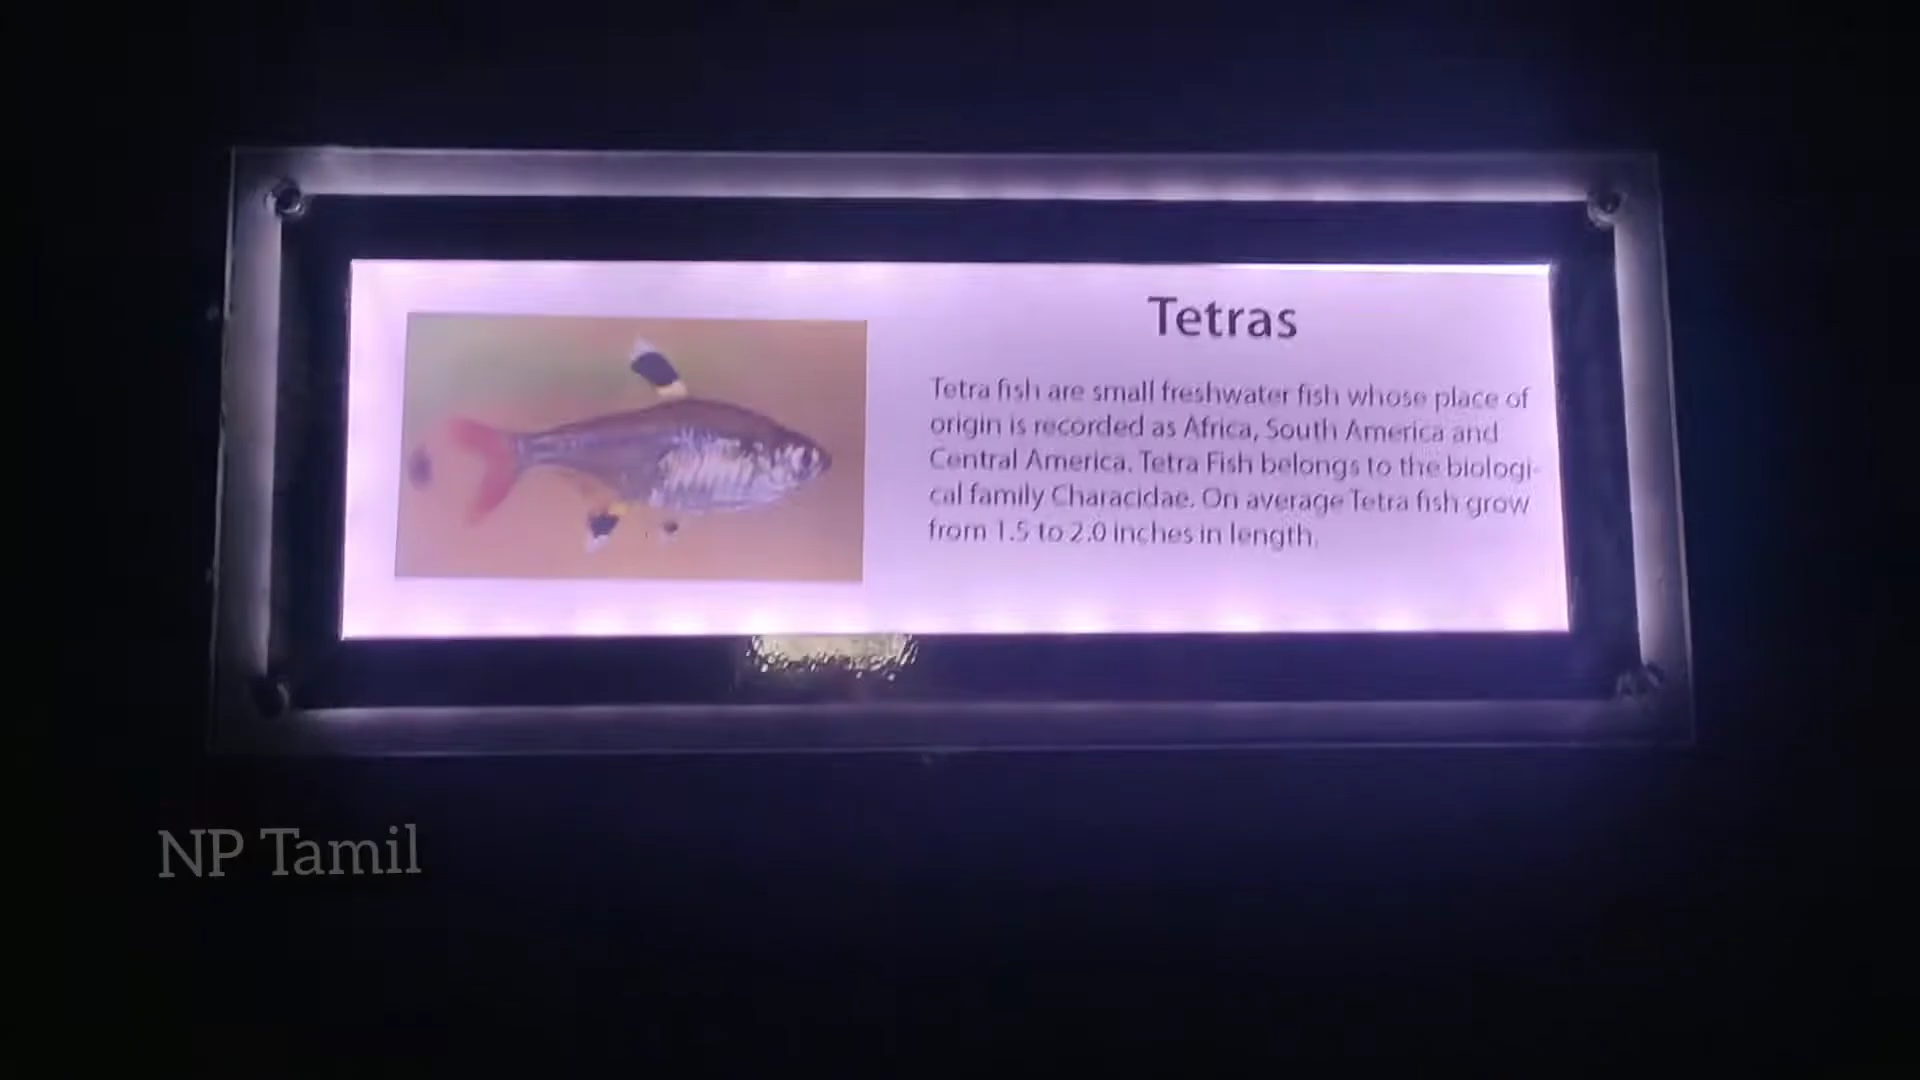 Tetras
Tetra fish are small freshwater fish whose place of
origin is recorded as Africa, South America and
Central America. Tetra Fish belongs to the biologi-
cal family Characidae. On average Tetra fish grow
from 1.5 to 2.0 inches in length.
NP Tamil